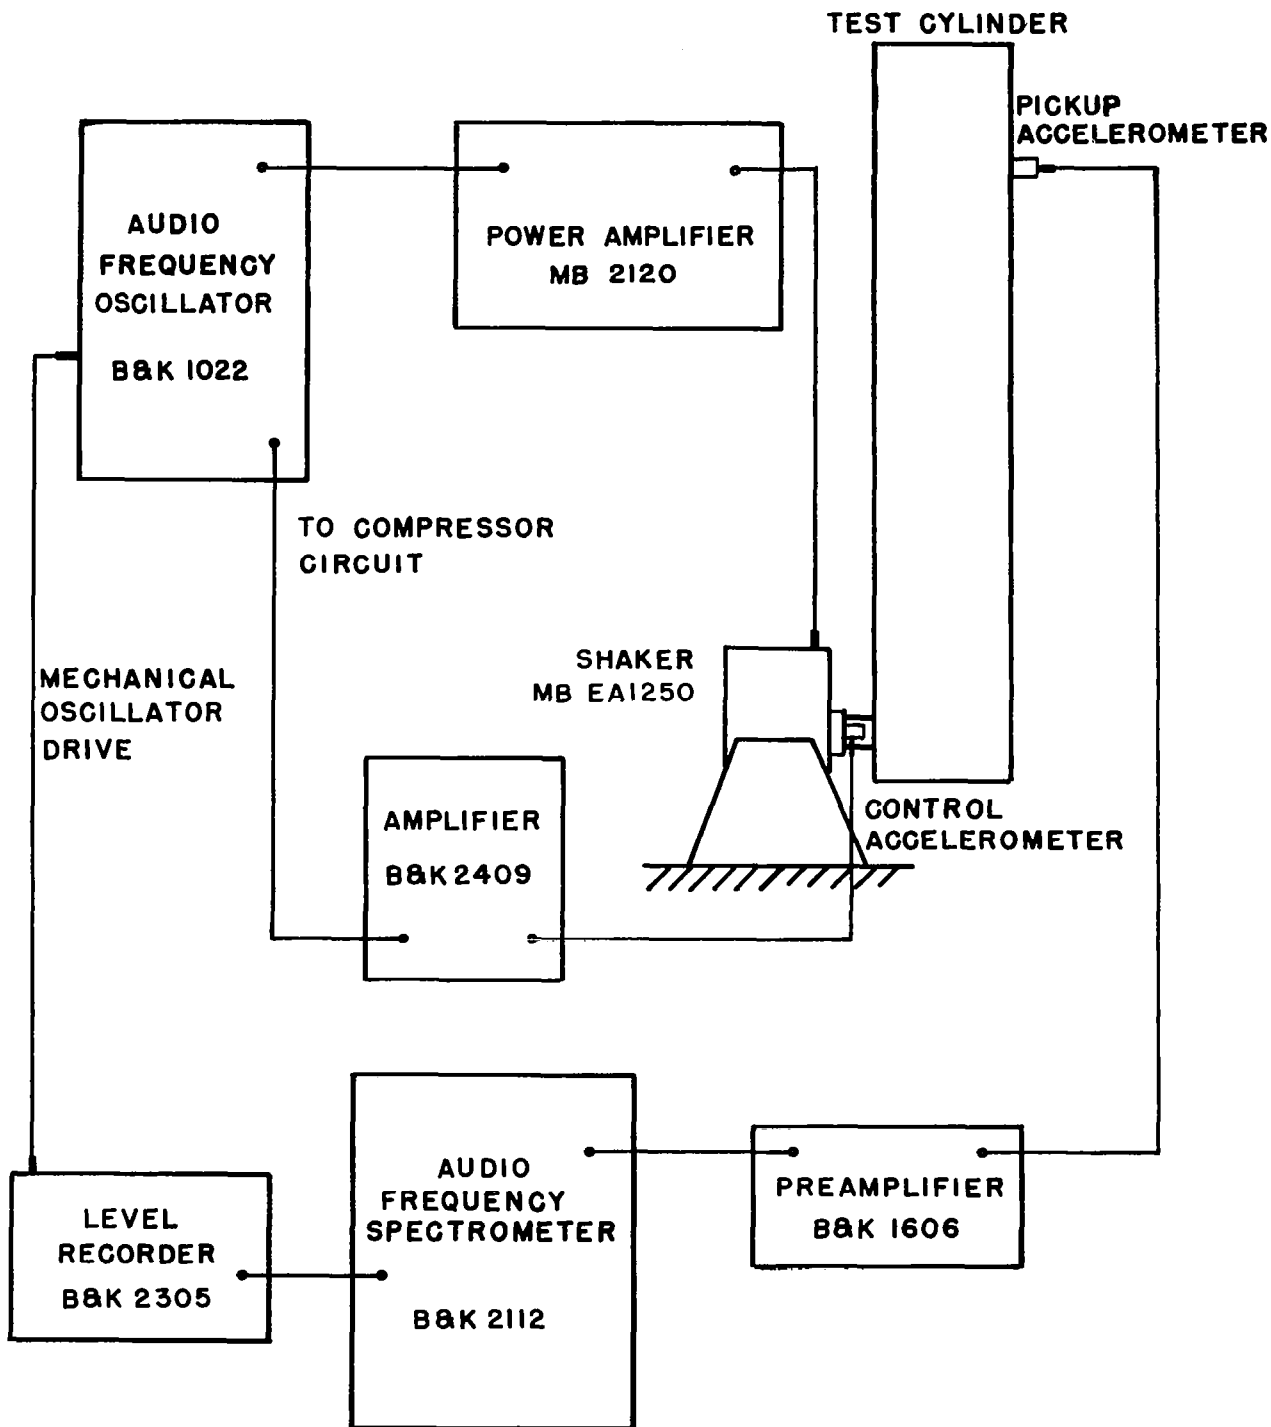 TEST CYLINDER
PICKUP
ACCELEROMETER
AUDIO
FREQUENCY
OSCILLATOR
B&K 1022
POWER AMPLIFIER
MB 2120
TO COMPRESSOR
CIRCUIT
SHAKER
MB EA1250
MECHANICAL
OSCILLATOR
DRIVE
AMPLIFIER
B&K 2409
CONTROL
ACCELEROMETER
AUDIO
FREQUENCY
SPECTROMETER
B&K 2112
PREAMPLIFIER
B&K 1606
LEVEL
RECORDER
B&K 2305